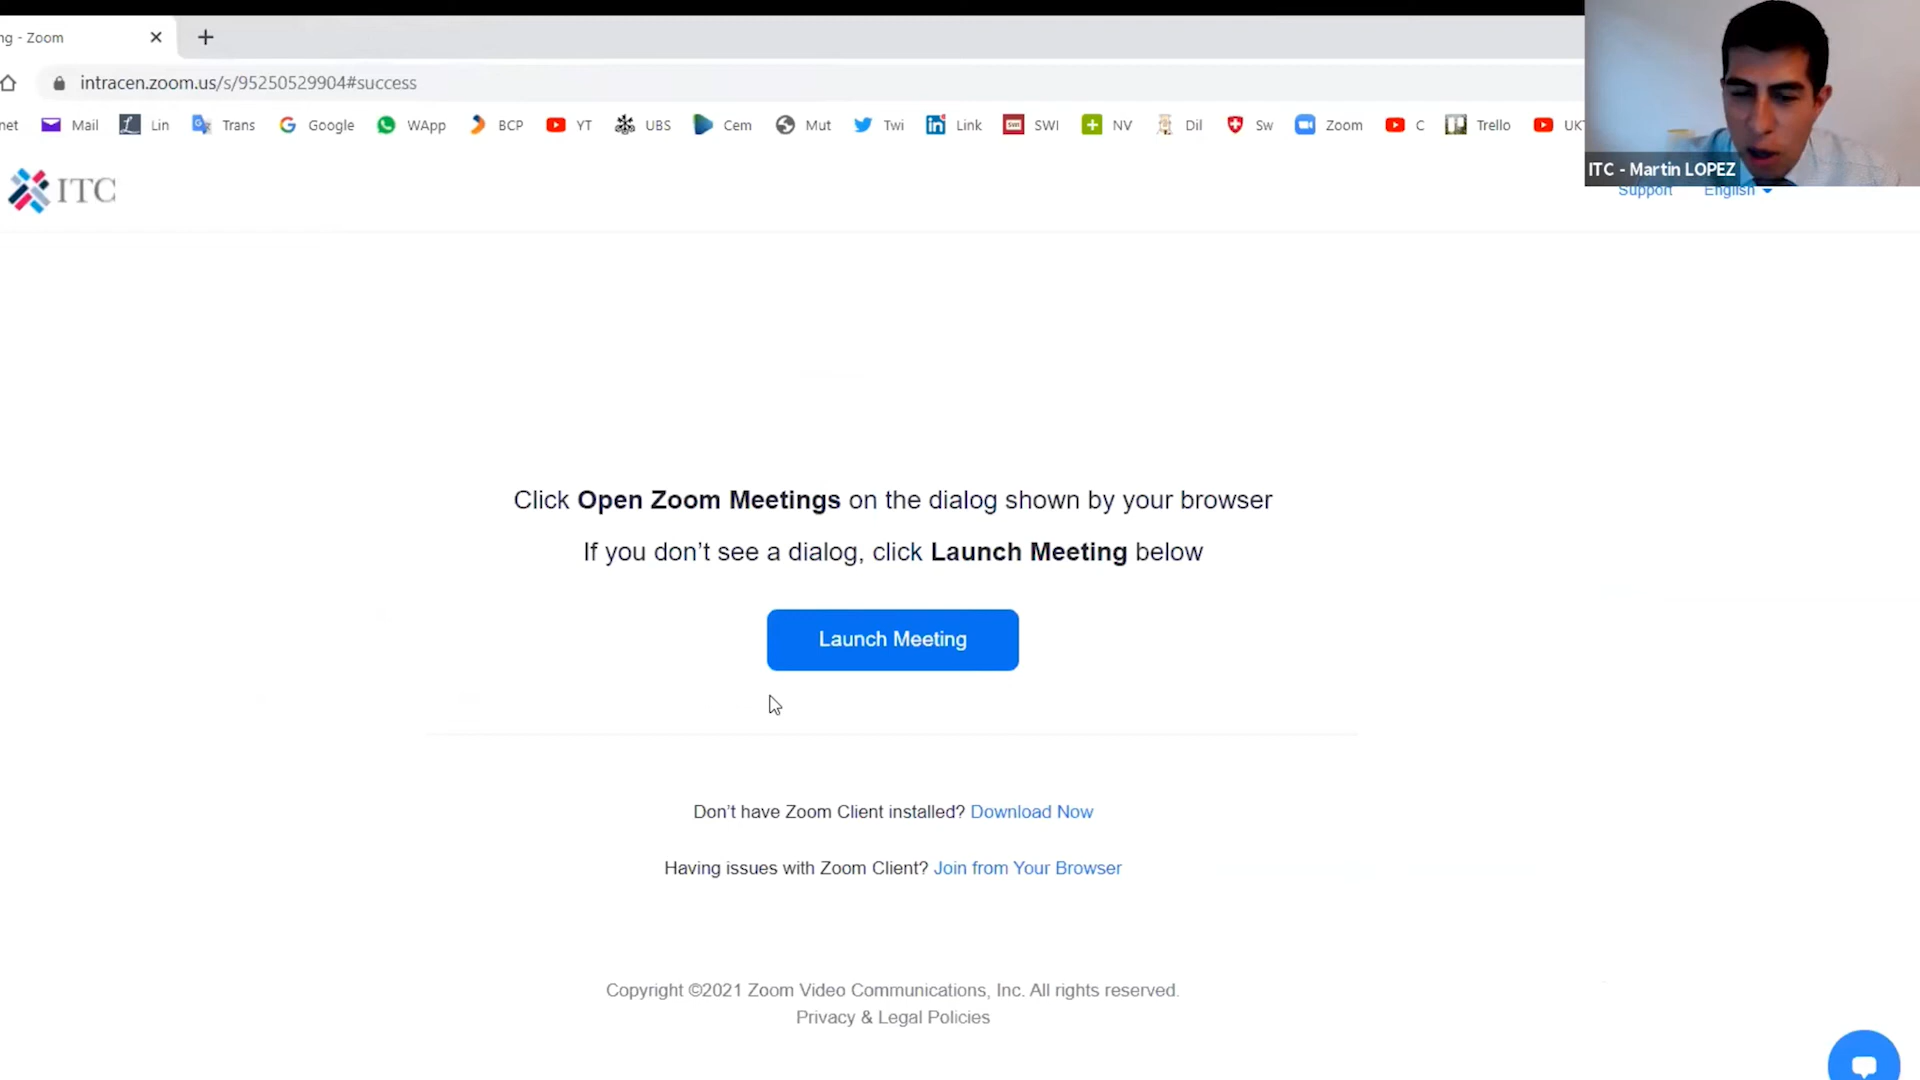 ng - Zoom
intracen.zoom.us/s/95250529904#success
net Mail Lin Trans Google WApp BCP YT UBS Cem Mut Twi Link SWI NV Dil Sw Zoom C Trello UK
ITC
ITC - Martin LOPEZ
Support English
Click Open Zoom Meetings on the dialog shown by your browser
If you don't see a dialog, click Launch Meeting below
Launch Meeting
Don't have Zoom Client installed? Download Now
Having issues with Zoom Client? Join from Your Browser
Copyright ©2021 Zoom Video Communications, Inc. All rights reserved.
Privacy & Legal Policies